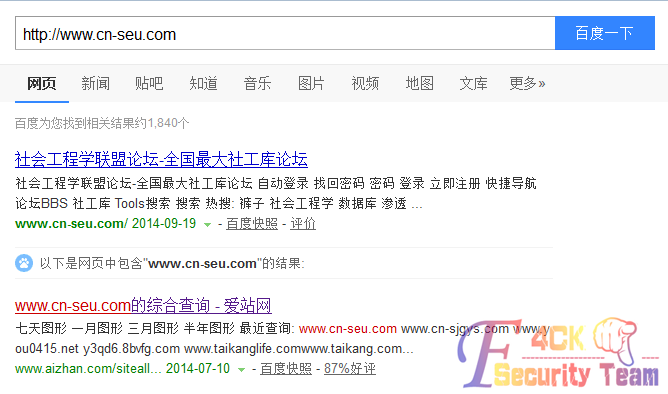 http://www.cn-seu.com 百度一下
网页 新闻 贴吧 知道 音乐 图片 视频 地图 文库 更多»
百度为您找到相关结果约1,840个
社会工程学联盟论坛-全国最大社工库论坛
社会工程学联盟论坛-全国最大社工库论坛 自动登录 找回密码 密码 登录 立即注册 快捷导航
论坛BBS 社工库 Tools搜索 搜索 热搜: 裤子 社会工程学 数据库 渗透 ...
www.cn-seu.com/ 2014-09-19 - 百度快照 - 评价
以下是网页中包含"www.cn-seu.com"的结果:
www.cn-seu.com的综合查询 - 爱站网
七天图形 一月图形 三月图形 半年图形 最近查询: www.cn-seu.com www.cn-sjgys.com www.y
ou0415.net y3qd6.8bvfg.com www.taikanglife.comwww.taikang.com...
www.aizhan.com/siteall... 2014-07-10 - 百度快照 - 87%好评
F4CK
Security Team